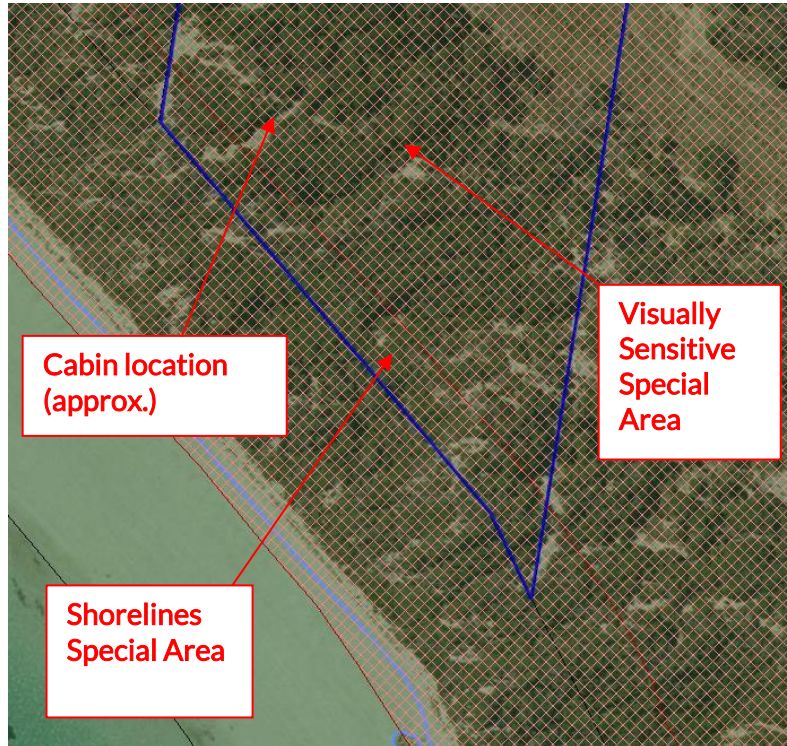 Cabin location
(approx.)
Visually
Sensitive
Special
Area
Shorelines
Special Area